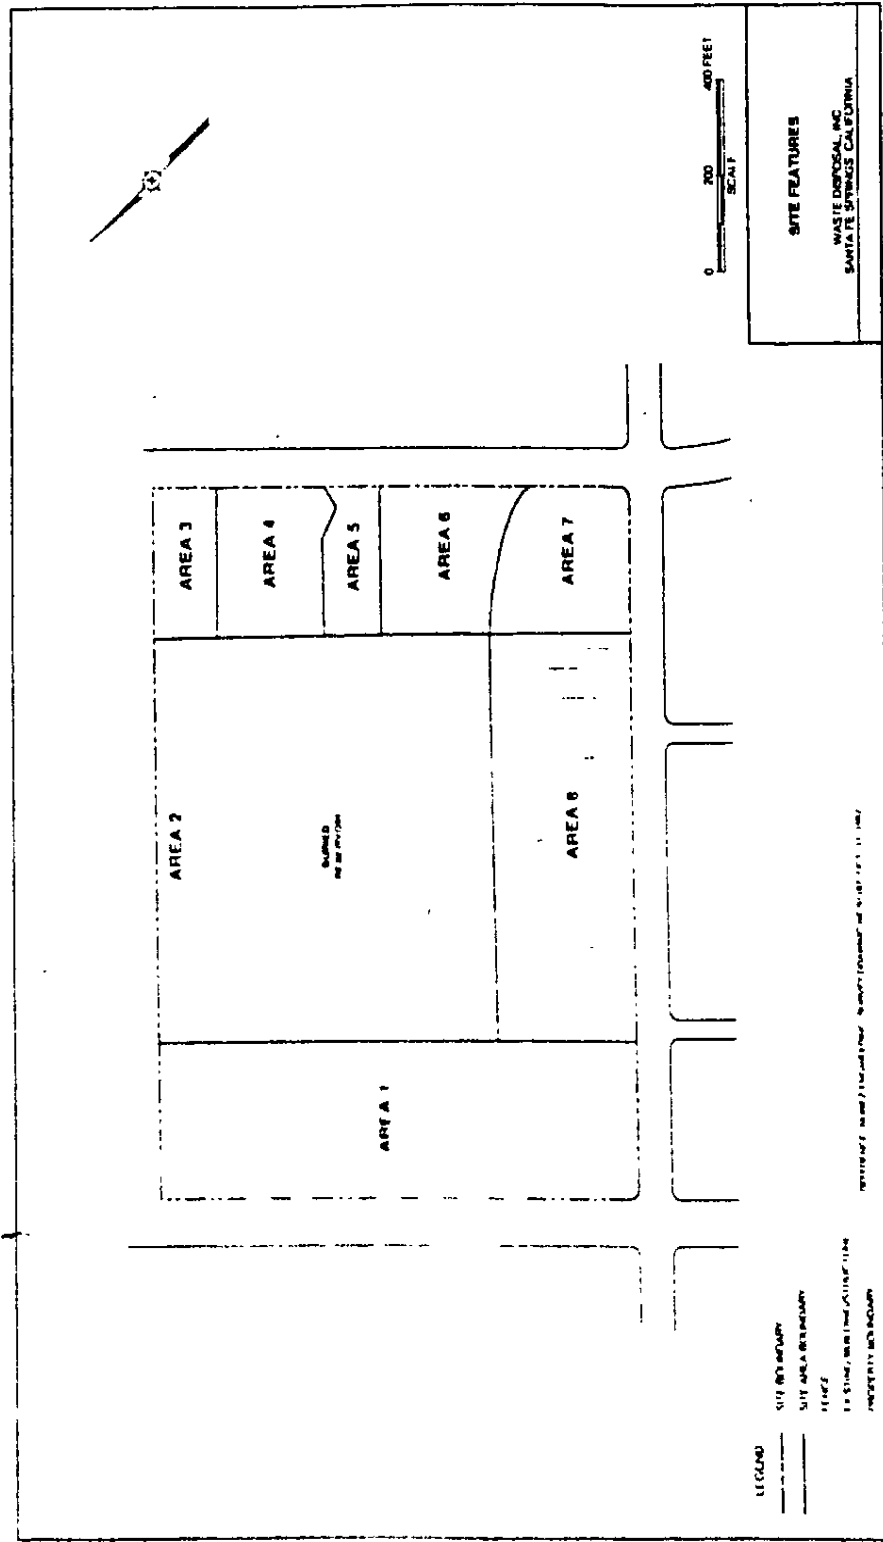 0 200 400 FEET
SCALE
SITE FEATURES
WASTE DISPOSAL, INC
SANTA FE SPRINGS CALIFORNIA
AREA 3
AREA 4
AREA 5
AREA 6
AREA 7
AREA 2
BURIED
RESERVOIR
AREA 8
AREA 1
LEGEND
SITE BOUNDARY
SITE AREA BOUNDARY
FENCE
PROPERTY BOUNDARY